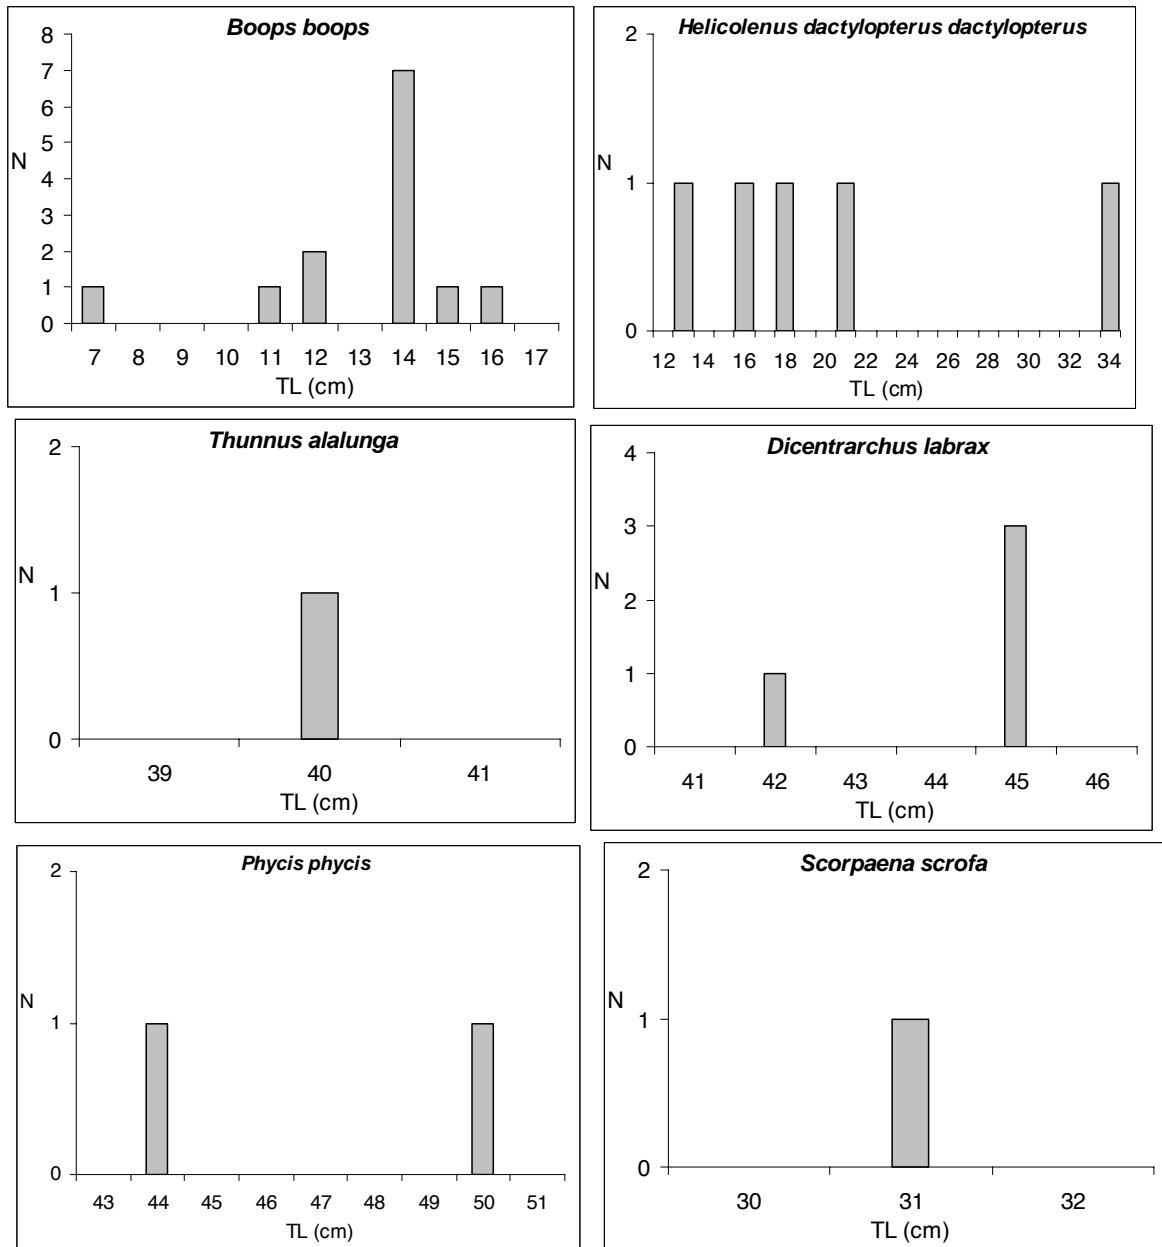 Boops boops
8
7
6
5
4
3
2
1
0
N
7 8 9 10 11 12 13 14 15 16 17
TL (cm)
Helicolenus dactylopterus dactylopterus
2
1
0
N
12 14 16 18 20 22 24 26 28 30 32 34
TL (cm)
Thunnus alalunga
2
1
0
N
39 40 41
TL (cm)
Dicentrarchus labrax
4
3
2
1
0
N
41 42 43 44 45 46
TL (cm)
Phycis phycis
2
1
0
N
43 44 45 46 47 48 49 50 51
TL (cm)
Scorpaena scrofa
2
1
0
N
30 31 32
TL (cm)